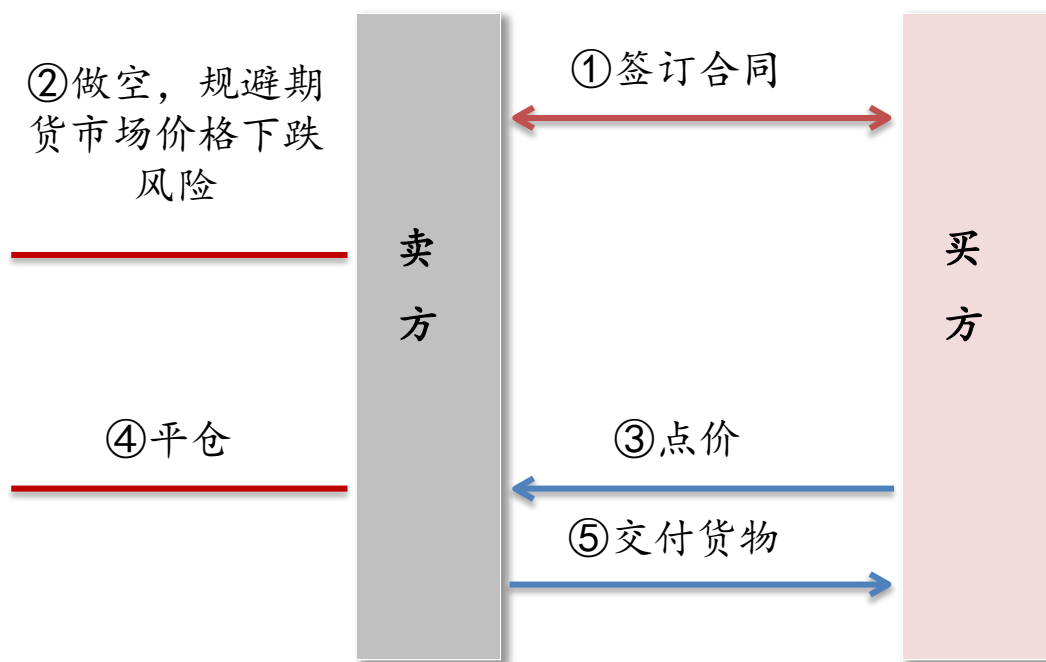 ①签订合同
②做空，规避期
货市场价格下跌
风险
卖
方
买
方
④平仓
③点价
⑤交付货物